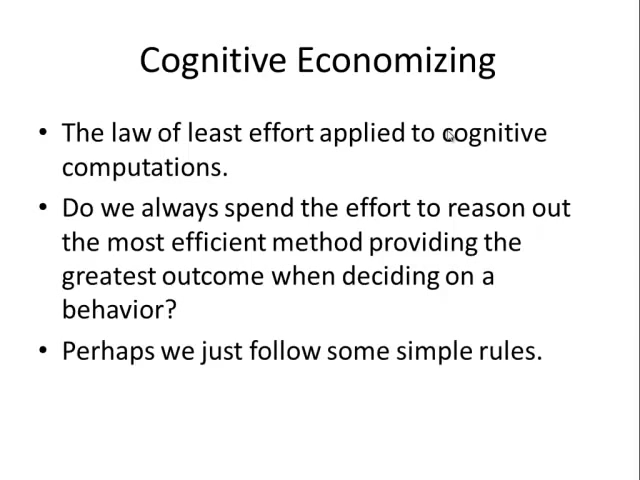 Cognitive Economizing
• The law of least effort applied to cognitive
computations.
• Do we always spend the effort to reason out
the most efficient method providing the
greatest outcome when deciding on a
behavior?
• Perhaps we just follow some simple rules.